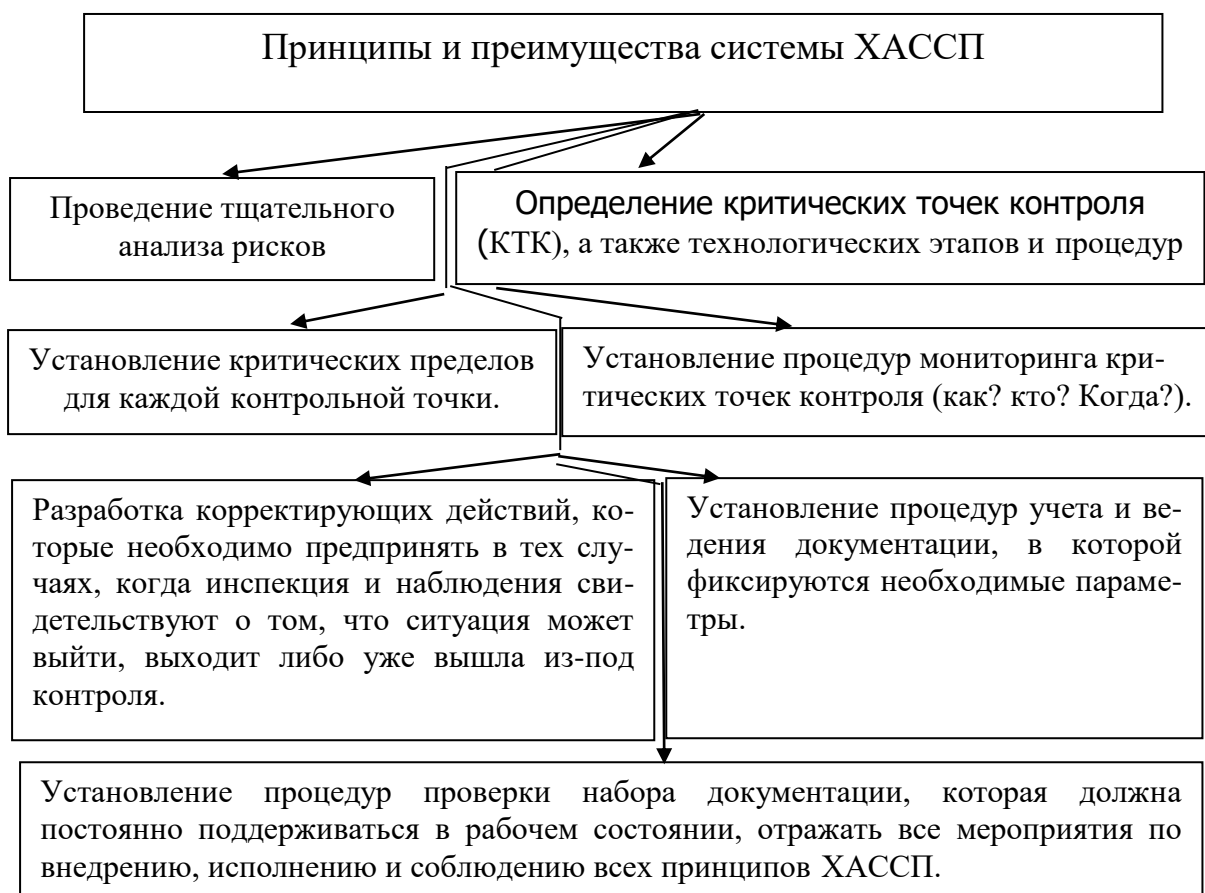 Принципы и преимущества системы ХАССП
Проведение тщательного
анализа рисков
Определение критических точек контроля
(КТК), а также технологических этапов и процедур
Установление критических пределов
для каждой контрольной точки.
Установление процедур мониторинга кри-
тических точек контроля (как? кто? Когда?).
Разработка корректирующих действий, ко-
торые необходимо предпринять в тех слу-
чаях, когда инспекция и наблюдения сви-
детельствуют о том, что ситуация может
выйти, выходит либо уже вышла из-под
контроля.
Установление процедур учета и ве-
дения документации, в которой
фиксируются необходимые параме-
тры.
Установление процедур проверки набора документации, которая должна
постоянно поддерживаться в рабочем состоянии, отражать все мероприятия по
внедрению, исполнению и соблюдению всех принципов ХАССП.